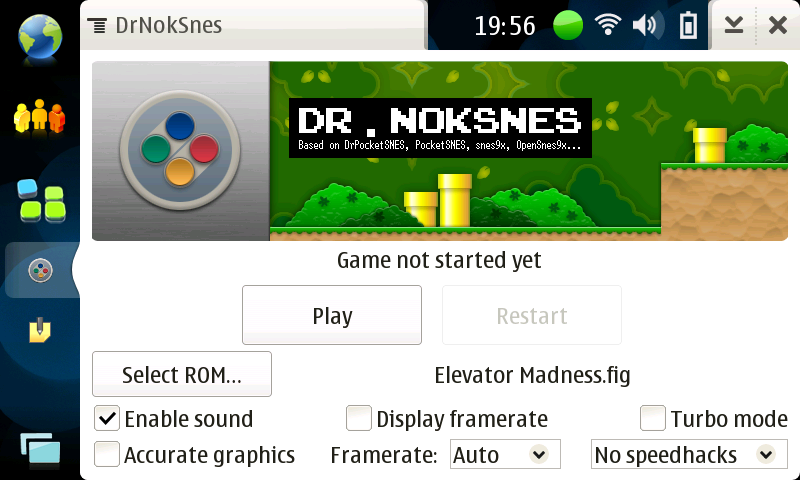 DrNokSnes
19:56
DR.NOKSNES
Based on DrPocketSNES, PocketSNES, snes9x, OpenSnes9x...
Game not started yet
Play
Restart
Select ROM...
Elevator Madness.fig
Enable sound
Display framerate
Turbo mode
Accurate graphics
Framerate:
Auto
No speedhacks